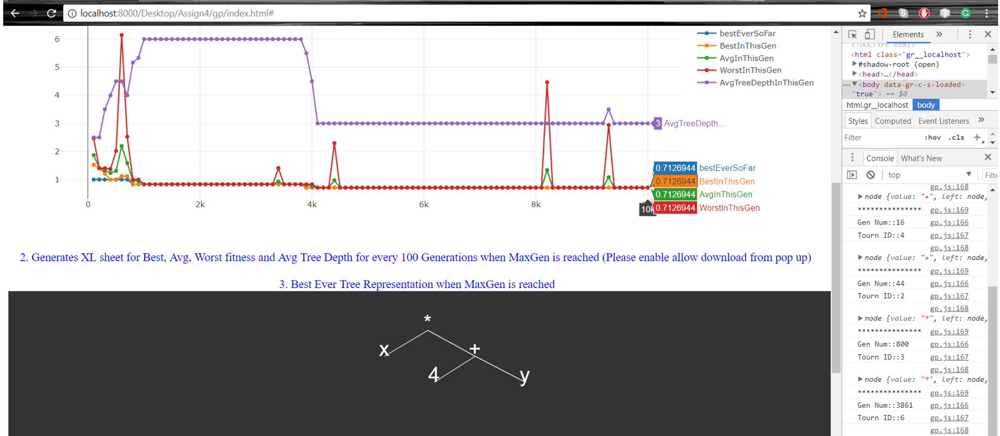 localhost:8000/Desktop/Assign4/gp/index.html#
6
5
4
3
2
1
0
2k
4k
6k
8k
10k
bestEverSoFar
BestInThisGen
AvgInThisGen
WorstInThisGen
AvgTreeDepthInThisGen
3 AvgTreeDepth...
0.7126944 bestEverSoFar
0.7126944 BestInThisGen
0.7126944 AvgInThisGen
0.7126944 WorstInThisGen
2. Generates XL sheet for Best, Avg, Worst fitness and Avg Tree Depth for every 100 Generations when MaxGen is reached (Please enable allow download from pop up)
3. Best Ever Tree Representation when MaxGen is reached
*
x
+
4
y
Elements »
<!DOCTYPE html>
<html class="gr__localhost">
#shadow-root (open)
<head>…</head>
…<body data-gr-c-s-loaded=
"true"> == $0
html.gr__localhost body
Styles Computed Event Listeners »
Filter :hov .cls +
Console What's New
top Filte
gp.js:168
node {value: "+", left: node,
*************** gp.js:169
Gen Num::16 gp.js:166
Tourn ID::4 gp.js:167
gp.js:168
node {value: "+", left: node,
*************** gp.js:169
Gen Num::44 gp.js:166
Tourn ID::2 gp.js:167
gp.js:168
node {value: "*", left: node,
*************** gp.js:169
Gen Num::800 gp.js:166
Tourn ID::3 gp.js:167
gp.js:168
node {value: "*", left: node,
*************** gp.js:169
Gen Num::3861 gp.js:166
Tourn ID::6 gp.js:167
gp.js:168